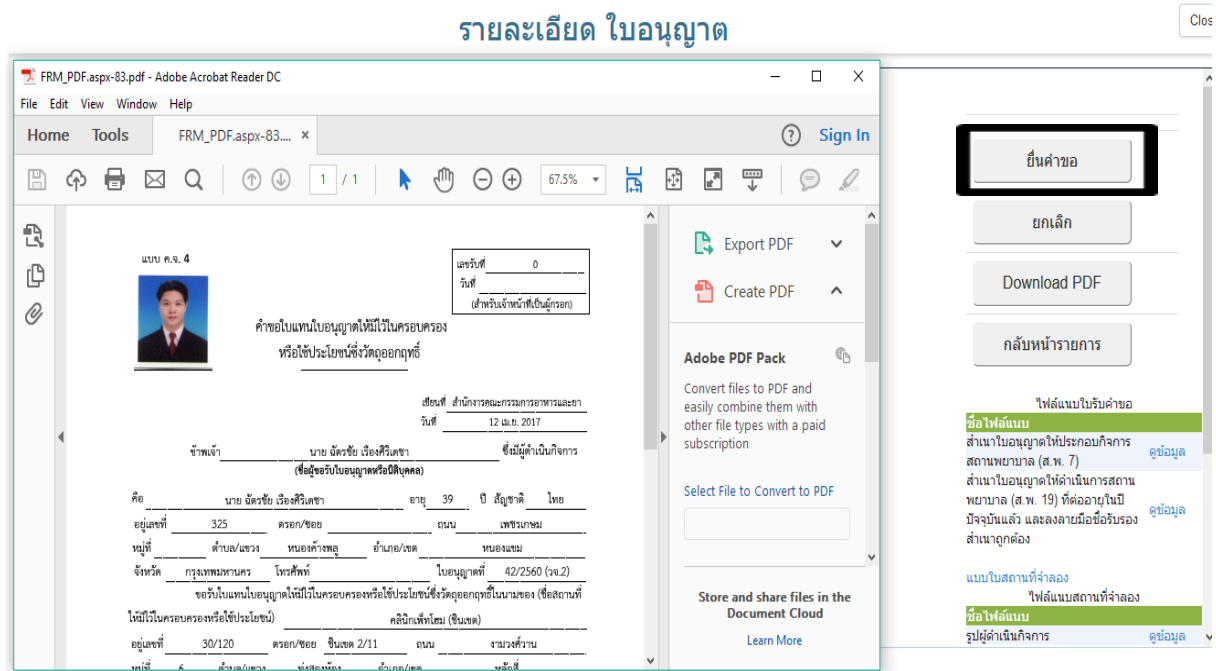 รายละเอียด ใบอนุญาต
Clos
FRM_PDF.aspx-83.pdf - Adobe Acrobat Reader DC
File Edit View Window Help
Home Tools FRM_PDF.aspx-83.... × Sign In
1 / 1 67.5%
แบบ ค.จ. 4
เลขรับที่ 0
วันที่
(สำหรับเจ้าหน้าที่เป็นผู้กรอก)
คำขอใบแทนใบอนุญาตให้มีไว้ในครอบครอง
หรือใช้ประโยชน์ซึ่งวัตถุออกฤทธิ์
เขียนที่ สำนักงารคณะกรรมการอาหารและยา
วันที่ 12 เม.ย. 2017
ข้าพเจ้า นาย ฉัตรชัย เรืองศิริเดชา ซึ่งมีผู้ดำเนินกิจการ
(ชื่อผู้ขอรับใบอนุญาตหรือนิติบุคคล)
คือ นาย ฉัตรชัย เรืองศิริเดชา อายุ 39 ปี สัญชาติ ไทย
อยู่เลขที่ 325 ตรอก/ซอย ถนน เพชรเกษม
หมู่ที่ ตำบล/แขวง หนองค้างพลู อำเภอ/เขต หนองแขม
จังหวัด กรุงเทพมหานคร โทรศัพท์ ใบอนุญาตที่ 42/2560 (วจ.2)
ขอรับใบแทนใบอนุญาตให้มีไว้ในครอบครองหรือใช้ประโยชน์ซึ่งวัตถุออกฤทธิ์ในนามของ (ชื่อสถานที่
ให้มีไว้ในครอบครองหรือใช้ประโยชน์) คลินิกเพ็ทโฮม (ชินเขต)
อยู่เลขที่ 30/120 ตรอก/ซอย ชินเขต 2/11 ถนน งามวงศ์วาน
หมู่ที่ 6 ตำบล/แขวง ทุ่งสองห้อง อำเภอ/เขต หลักสี่
Export PDF
Create PDF
Adobe PDF Pack
Convert files to PDF and
easily combine them with
other file types with a paid
subscription
Select File to Convert to PDF
Store and share files in the
Document Cloud
Learn More
ยื่นคำขอ
ยกเลิก
Download PDF
กลับหน้ารายการ
ไฟล์แนบใบรับคำขอ
ชื่อไฟล์แนบ
สำเนาใบอนุญาตให้ประกอบกิจการ
สถานพยาบาล (ส.พ. 7) ดูข้อมูล
สำเนาใบอนุญาตให้ดำเนินการสถาน
พยาบาล (ส.พ. 19) ที่ต่ออายุในปี
ปัจจุบันแล้ว และลงลายมือชื่อรับรอง ดูข้อมูล
สำเนาถูกต้อง
แบบใบสถานที่จำลอง
ไฟล์แนบสถานที่จำลอง
ชื่อไฟล์แนบ
รูปผู้ดำเนินกิจการ ดูข้อมูล